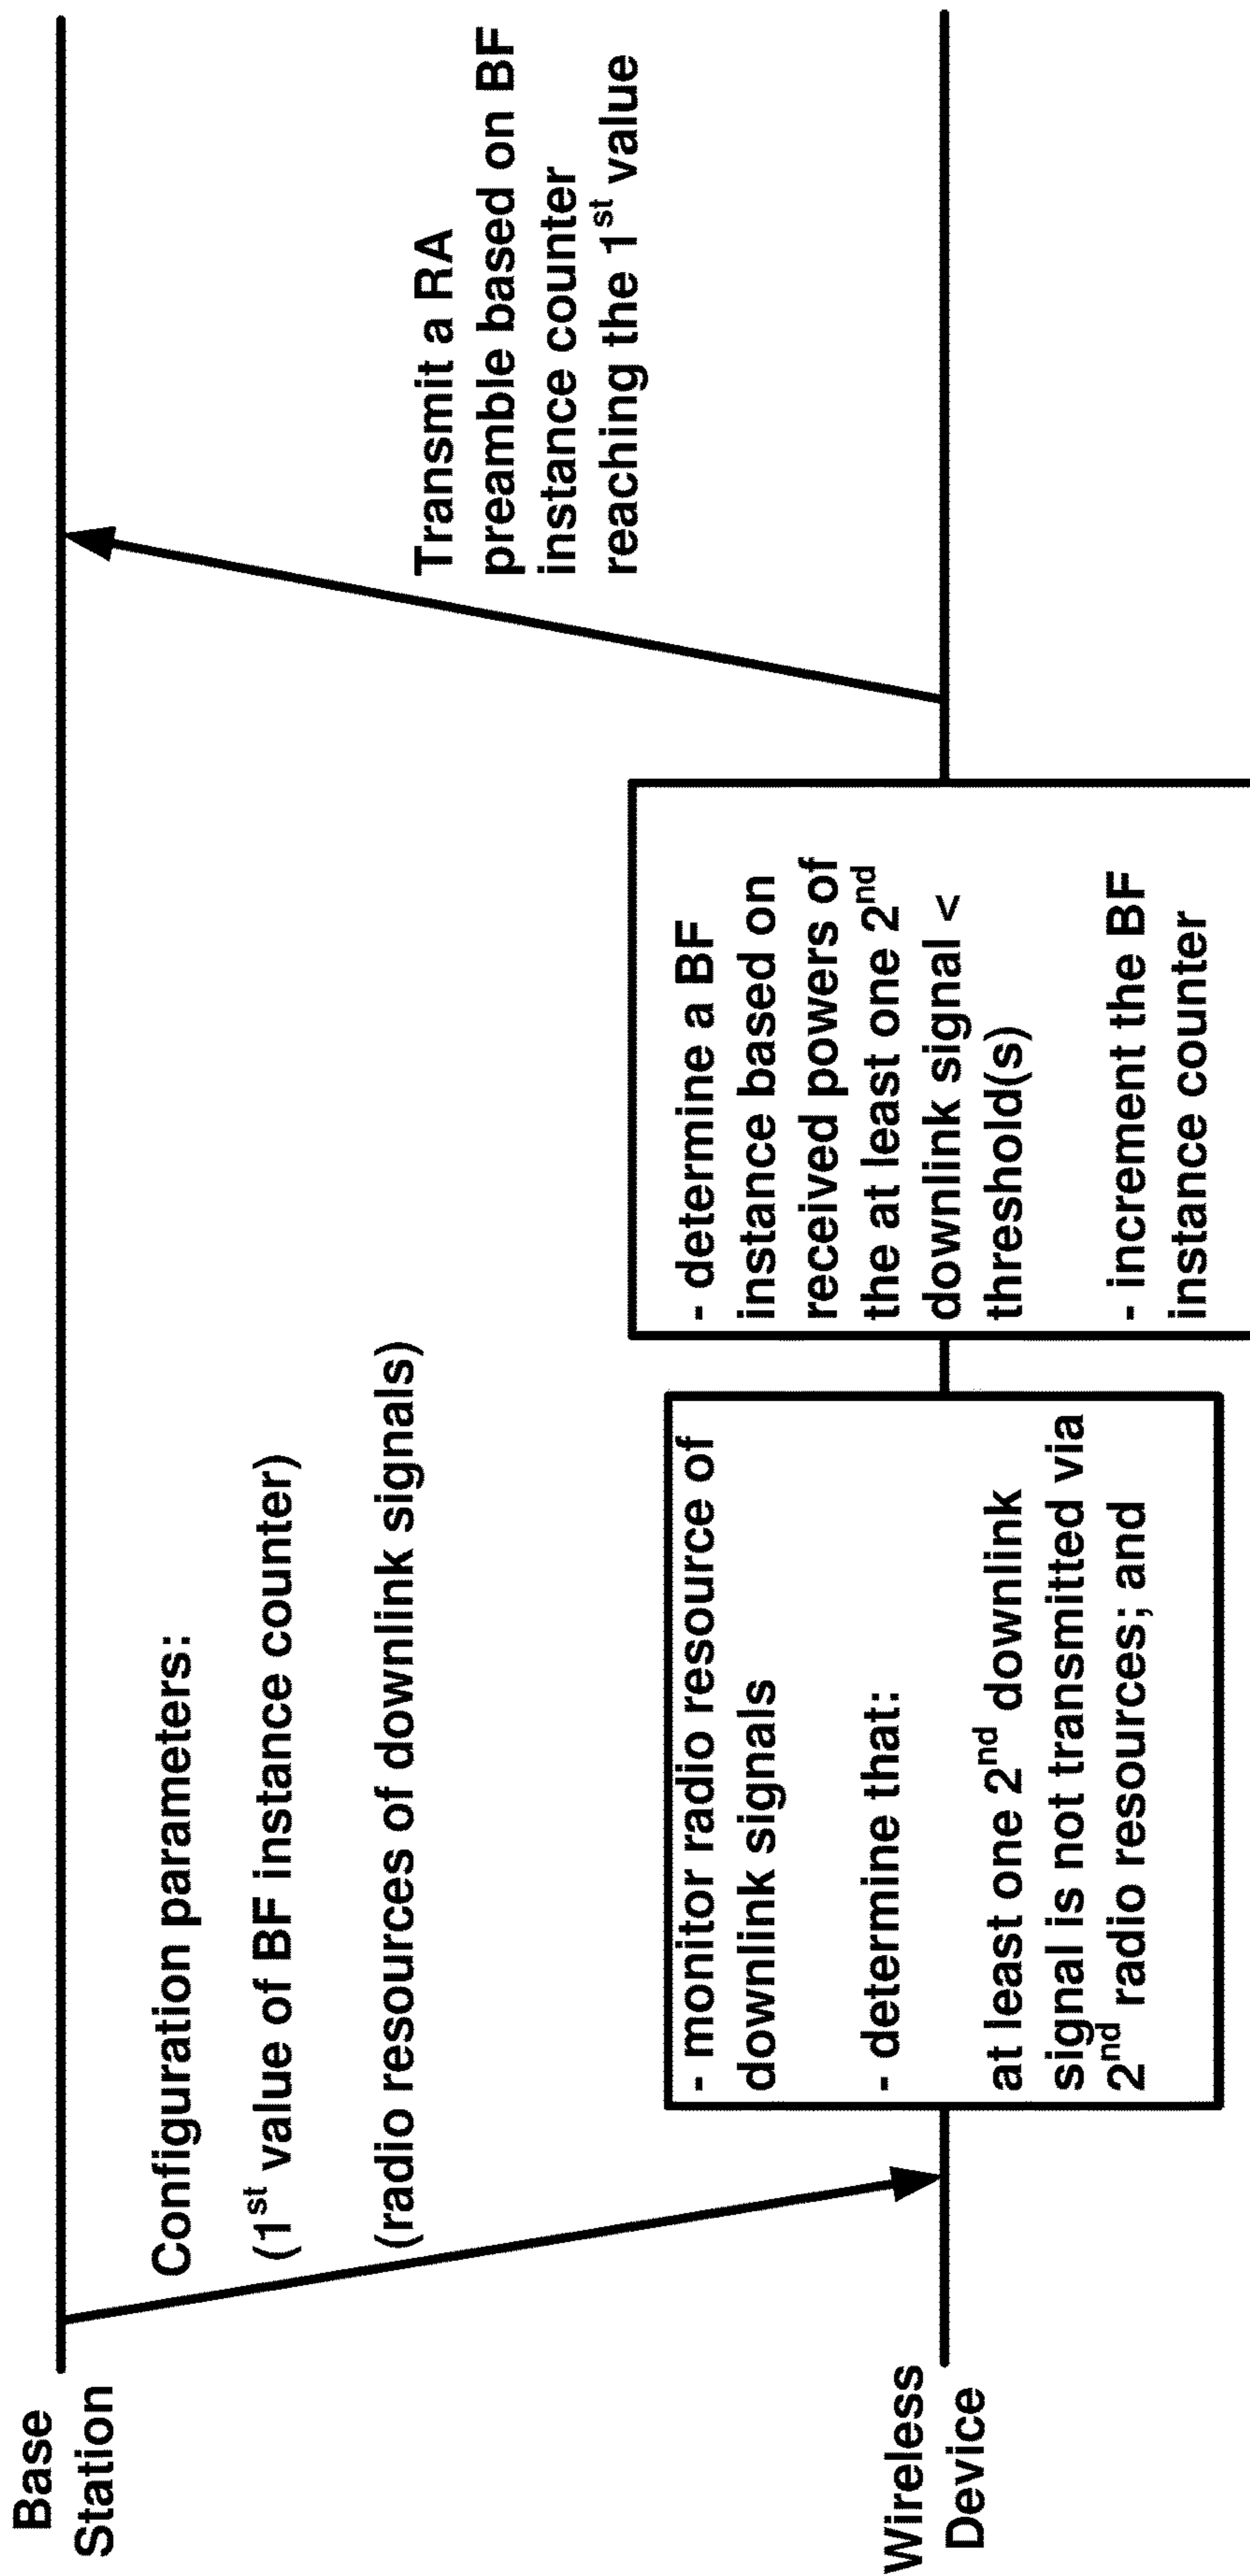 Base
Station
Configuration parameters:
(1st value of BF instance counter)
(radio resources of downlink signals)
Transmit a RA
preamble based on BF
instance counter
reaching the 1st value
Wireless
Device
- monitor radio resource of
downlink signals
- determine that:
at least one 2nd downlink
signal is not transmitted via
2nd radio resources; and
- determine a BF
instance based on
received powers of
the at least one 2nd
downlink signal <
threshold(s)
- increment the BF
instance counter